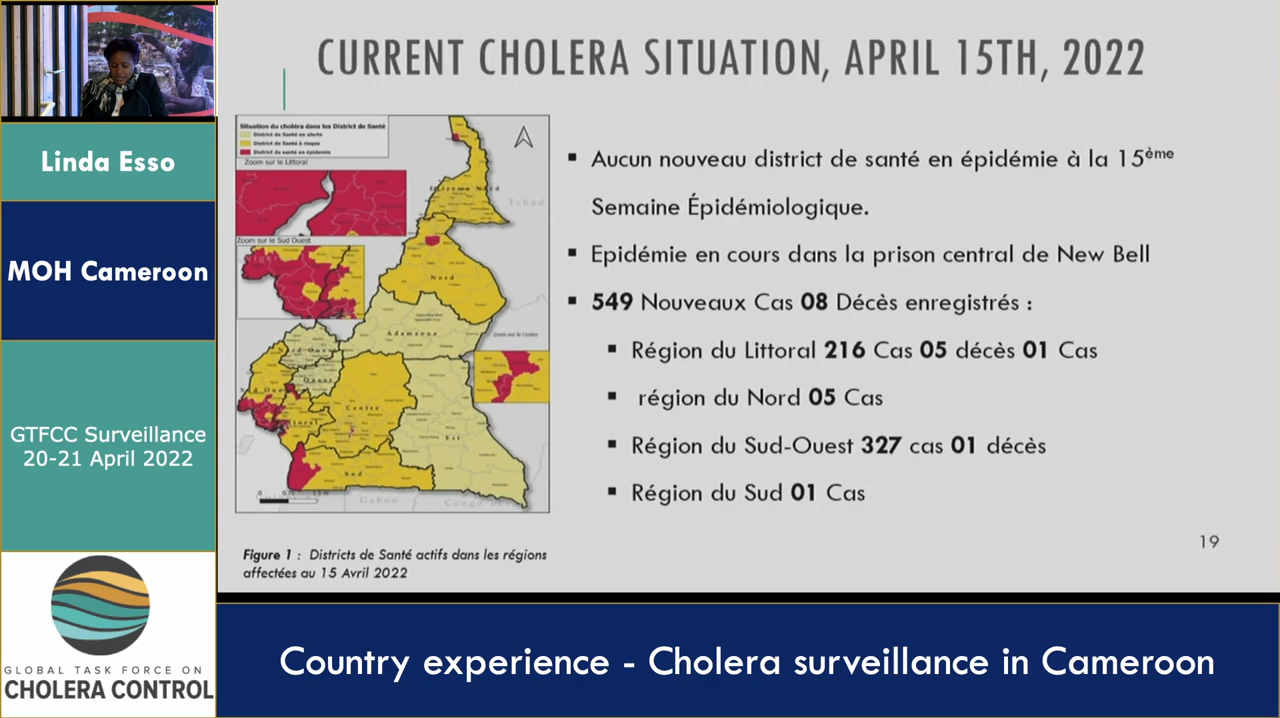 CURRENT CHOLERA SITUATION, APRIL 15TH, 2022
Linda Esso
MOH Cameroon
GTFCC Surveillance
20-21 April 2022
GLOBAL TASK FORCE ON
CHOLERA CONTROL
Situation du choléra dans les District de Santé
District de Santé en alerte
District de Santé à risque
District de santé en épidémie
Zoom sur le Littoral
Zoom sur le Sud Ouest
Extreme Nord
Tchad
Nord
Adamaoua
Zoom sur le Centre
Nord Ouest
Ouest
Sud Ouest
Centre
Littoral
Est
Sud
Gabon
Figure 1 : Districts de Santé actifs dans les régions
affectées au 15 Avril 2022
▪ Aucun nouveau district de santé en épidémie à la 15ème
Semaine Épidémiologique.
▪ Epidémie en cours dans la prison central de New Bell
▪ 549 Nouveaux Cas 08 Décès enregistrés :
▪ Région du Littoral 216 Cas 05 décès 01 Cas
▪ région du Nord 05 Cas
▪ Région du Sud-Ouest 327 cas 01 décès
▪ Région du Sud 01 Cas
19
Country experience - Cholera surveillance in Cameroon